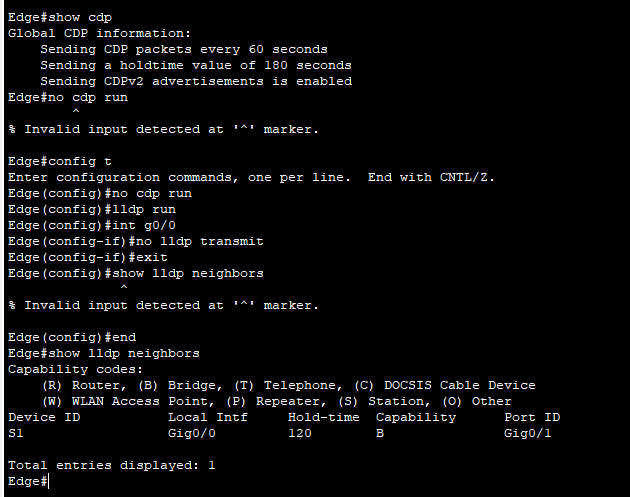 Edge#show cdp
Global CDP information:
    Sending CDP packets every 60 seconds
    Sending a holdtime value of 180 seconds
    Sending CDPv2 advertisements is enabled
Edge#no cdp run
        ^
% Invalid input detected at '^' marker.
Edge#config t
Enter configuration commands, one per line.  End with CNTL/Z.
Edge(config)#no cdp run
Edge(config)#lldp run
Edge(config)#int g0/0
Edge(config-if)#no lldp transmit
Edge(config-if)#exit
Edge(config)#show lldp neighbors
              ^
% Invalid input detected at '^' marker.
Edge(config)#end
Edge#show lldp neighbors
Capability codes:
    (R) Router, (B) Bridge, (T) Telephone, (C) DOCSIS Cable Device
    (W) WLAN Access Point, (P) Repeater, (S) Station, (O) Other
Device ID           Local Intf     Hold-time  Capability      Port ID
S1                  Gig0/0         120        B               Gig0/1
Total entries displayed: 1
Edge#